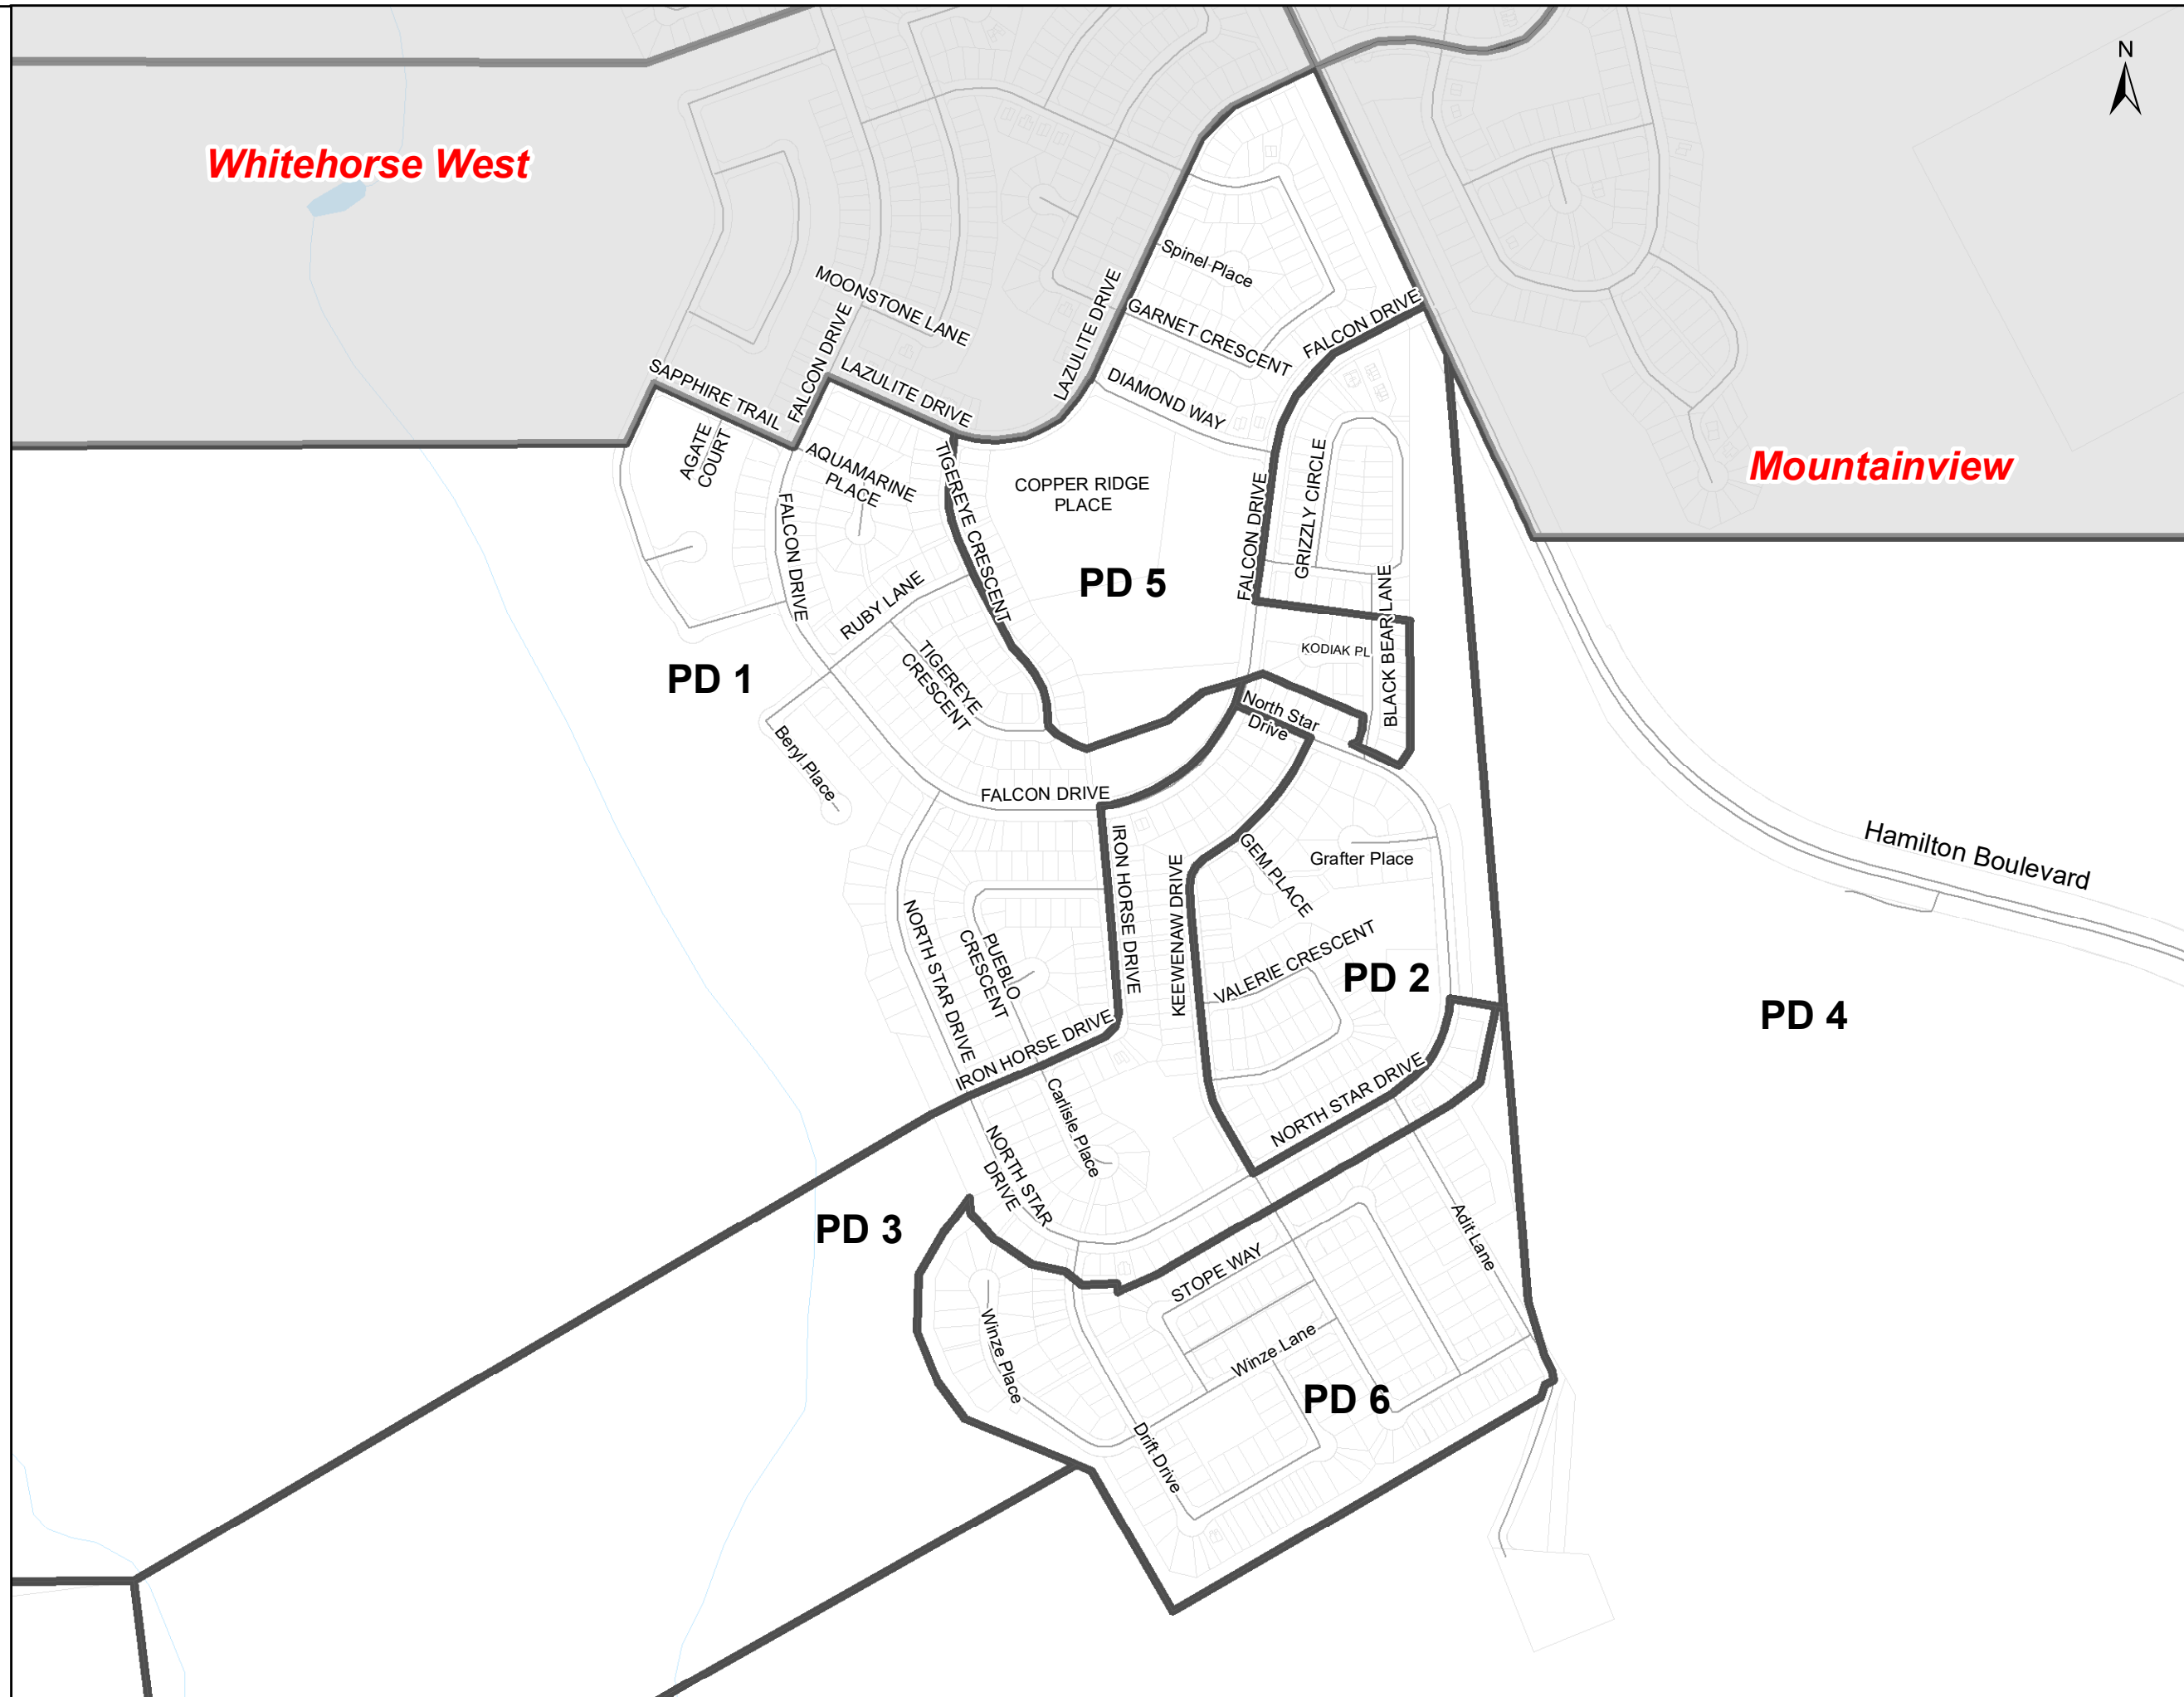 N
Whitehorse West
MOONSTONE LANE
Spinel Place
LAZULITE DRIVE
GARNET CRESCENT
FALCON DRIVE
FALCON DRIVE
SAPPHIRE TRAIL
LAZULITE DRIVE
DIAMOND WAY
Mountainview
AGATE
COURT
AQUAMARINE
PLACE
TIGEREYE CRESCENT
COPPER RIDGE
PLACE
FALCON DRIVE
FALCON DRIVE
GRIZZLY CIRCLE
PD 5
RUBY LANE
BLACK BEAR LANE
KODIAK PL
PD 1
TIGEREYE
CRESCENT
North Star
Drive
Beryl Place
FALCON DRIVE
Hamilton Boulevard
IRON HORSE DRIVE
KEEWENAW DRIVE
GEM PLACE
Grafter Place
NORTH STAR DRIVE
PUEBLO
CRESCENT
VALERIE CRESCENT
PD 2
PD 4
IRON HORSE DRIVE
NORTH STAR DRIVE
Carlisle Place
NORTH STAR
DRIVE
PD 3
STOPE WAY
Adit Lane
Winze Place
Winze Lane
PD 6
Drift Drive